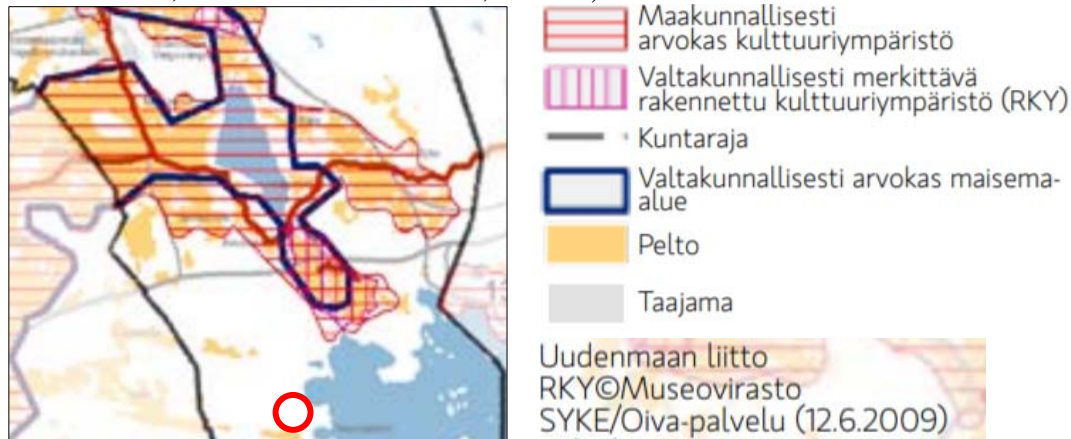 Maakunnallisesti
arvokas kulttuuriympäristö
Valtakunnallisesti merkittävä
rakennettu kulttuuriympäristö (RKY)
Kuntaraja
Valtakunnallisesti arvokas maisema-
alue
Pelto
Taajama
Uudenmaan liitto
RKY©Museovirasto
SYKE/Oiva-palvelu (12.6.2009)